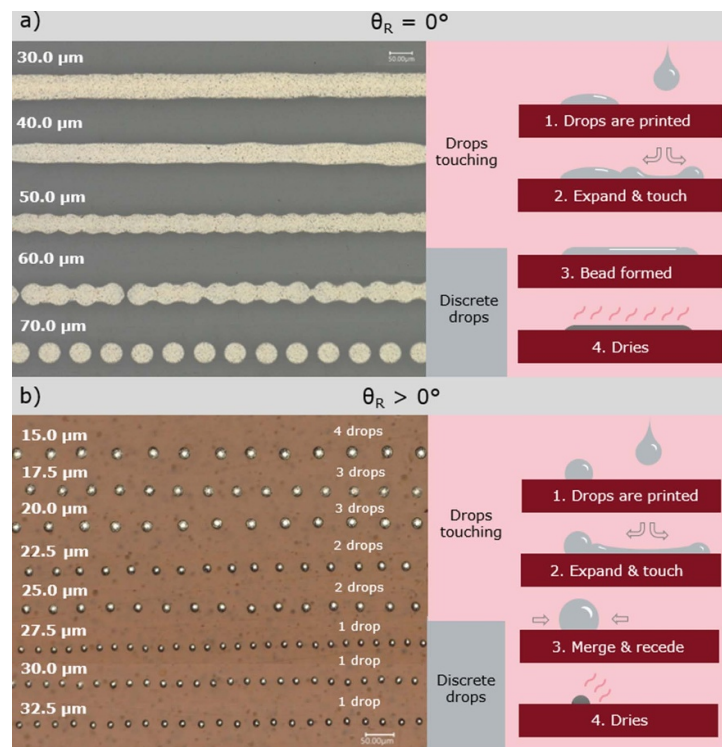 a)
θR = 0°
30.0 µm
50.00µm
40.0 µm
50.0 µm
60.0 µm
70.0 µm
Drops
touching
Discrete
drops
1. Drops are printed
2. Expand & touch
3. Bead formed
4. Dries
b)
θR > 0°
15.0 µm
4 drops
17.5 µm
3 drops
20.0 µm
3 drops
22.5 µm
2 drops
25.0 µm
2 drops
27.5 µm
1 drop
30.0 µm
1 drop
32.5 µm
1 drop
50.00µm
Drops
touching
Discrete
drops
1. Drops are printed
2. Expand & touch
3. Merge & recede
4. Dries